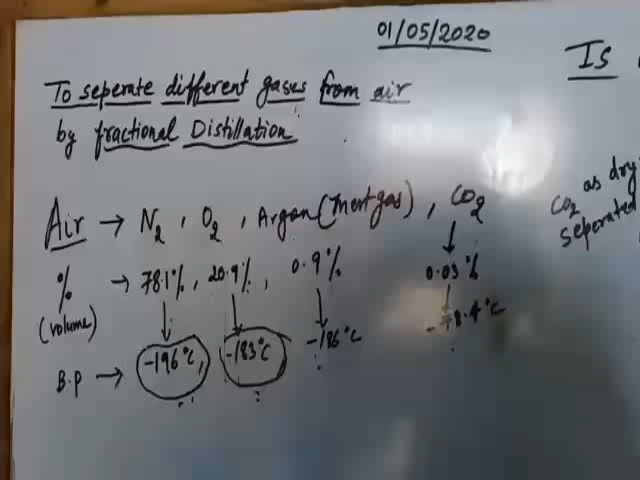 01/05/2020
Is
To seperate different gases from air
by fractional Distillation
CO2 as dry
seperated
Air → N2, O2, Argon (Inert gas), CO2
% → 78.1%, 20.9%, 0.9% 0.03%
(volume)
B.P → -196°C, -183°C -186°C -78.4°C